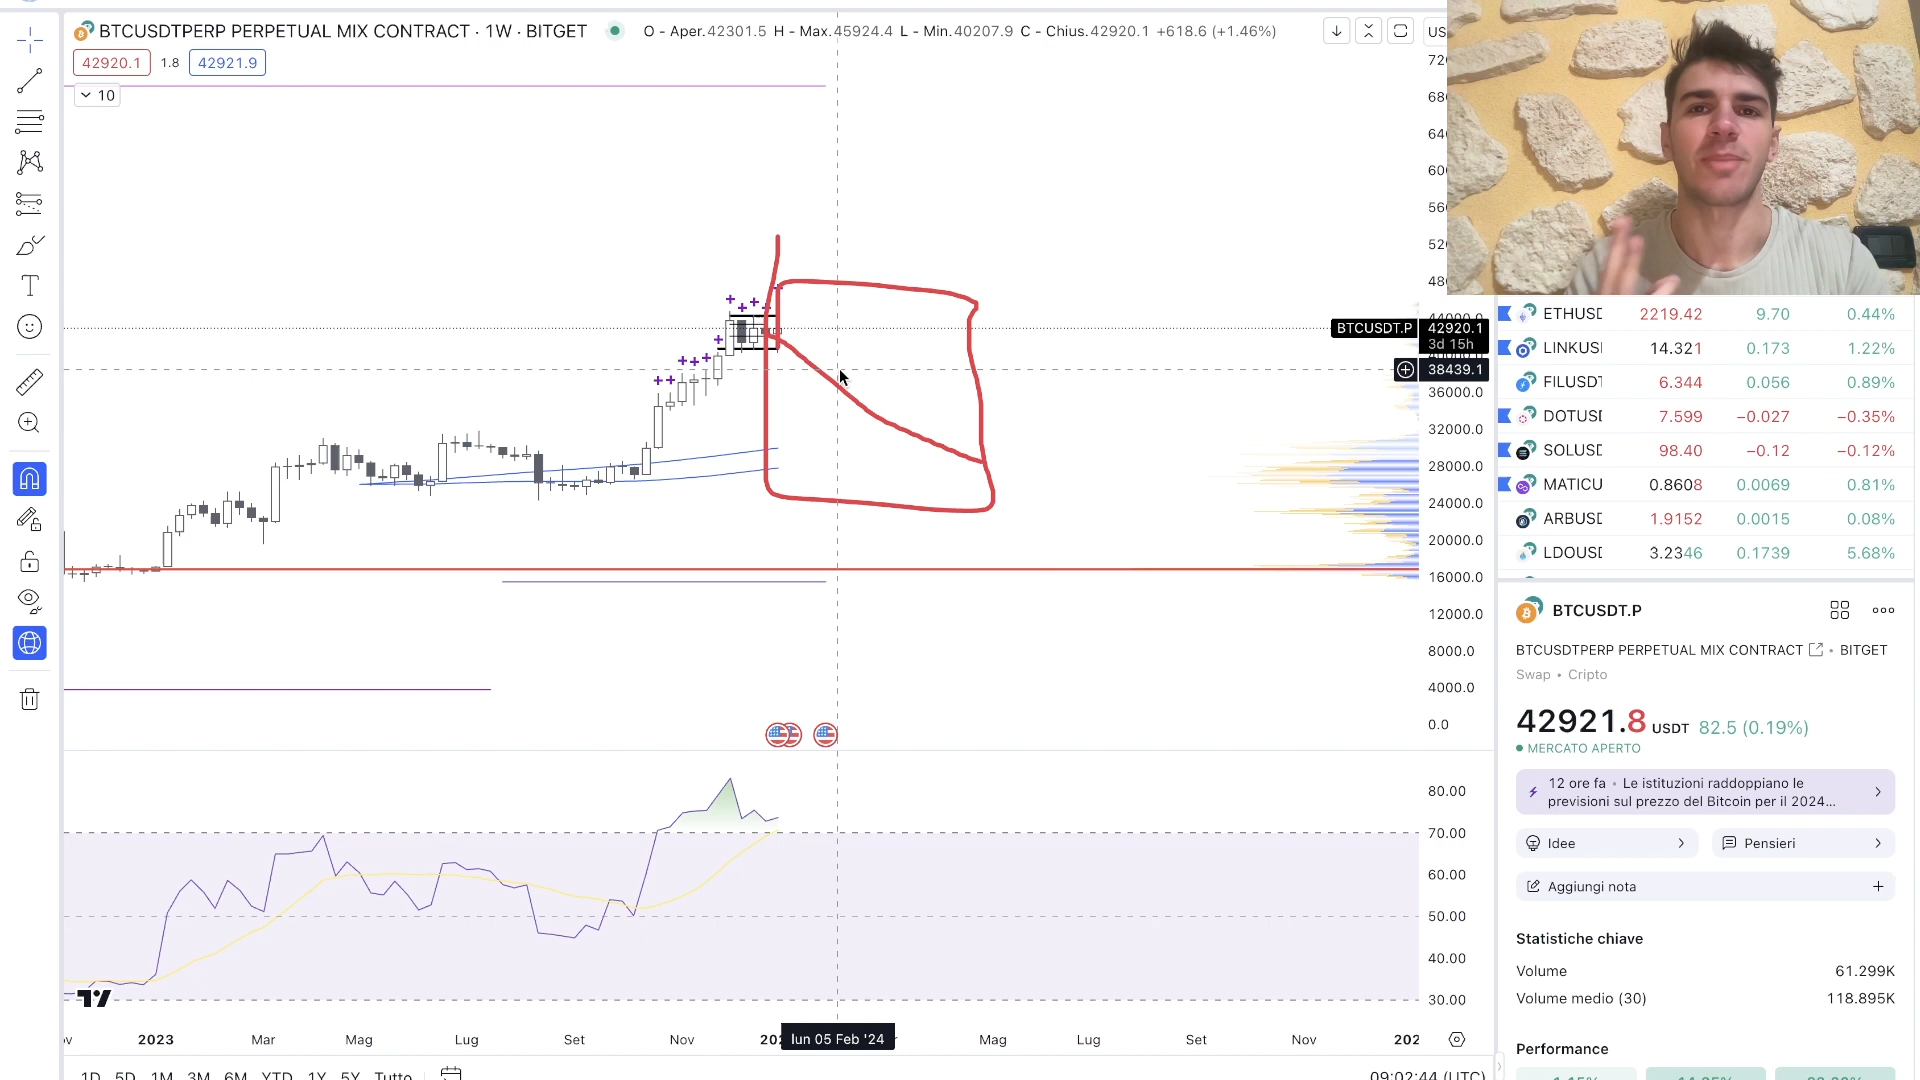 BTCUSDTPERP PERPETUAL MIX CONTRACT · 1W · BITGET
O - Aper.42301.5 H - Max.45924.4 L - Min.40207.9 C - Chius.42920.1 +618.6 (+1.46%)
42920.1 1.8 42921.9
10
52
48
BTCUSDT.P 42920.1
3d 15h
38439.1
36000.0
32000.0
28000.0
24000.0
20000.0
16000.0
12000.0
8000.0
4000.0
0.0
80.00
70.00
60.00
50.00
40.00
30.00
2023 Mar Mag Lug Set Nov lun 05 Feb '24 Mag Lug Set Nov
1D 5D 1M 3M 6M YTD 1Y 5Y Tutto
09:02:44 (UTC)
ETHUSD 2219.42 9.70 0.44%
LINKUS 14.321 0.173 1.22%
FILUSDT 6.344 0.056 0.89%
DOTUSD 7.599 −0.027 −0.35%
SOLUSD 98.40 −0.12 −0.12%
MATICU 0.8608 0.0069 0.81%
ARBUSD 1.9152 0.0015 0.08%
LDOUSD 3.2346 0.1739 5.68%
BTCUSDT.P
BTCUSDTPERP PERPETUAL MIX CONTRACT • BITGET
Swap • Cripto
42921.8 USDT 82.5 (0.19%)
MERCATO APERTO
12 ore fa • Le istituzioni raddoppiano le
previsioni sul prezzo del Bitcoin per il 2024...
Idee
Pensieri
Aggiungi nota
Statistiche chiave
Volume 61.299K
Volume medio (30) 118.895K
Performance